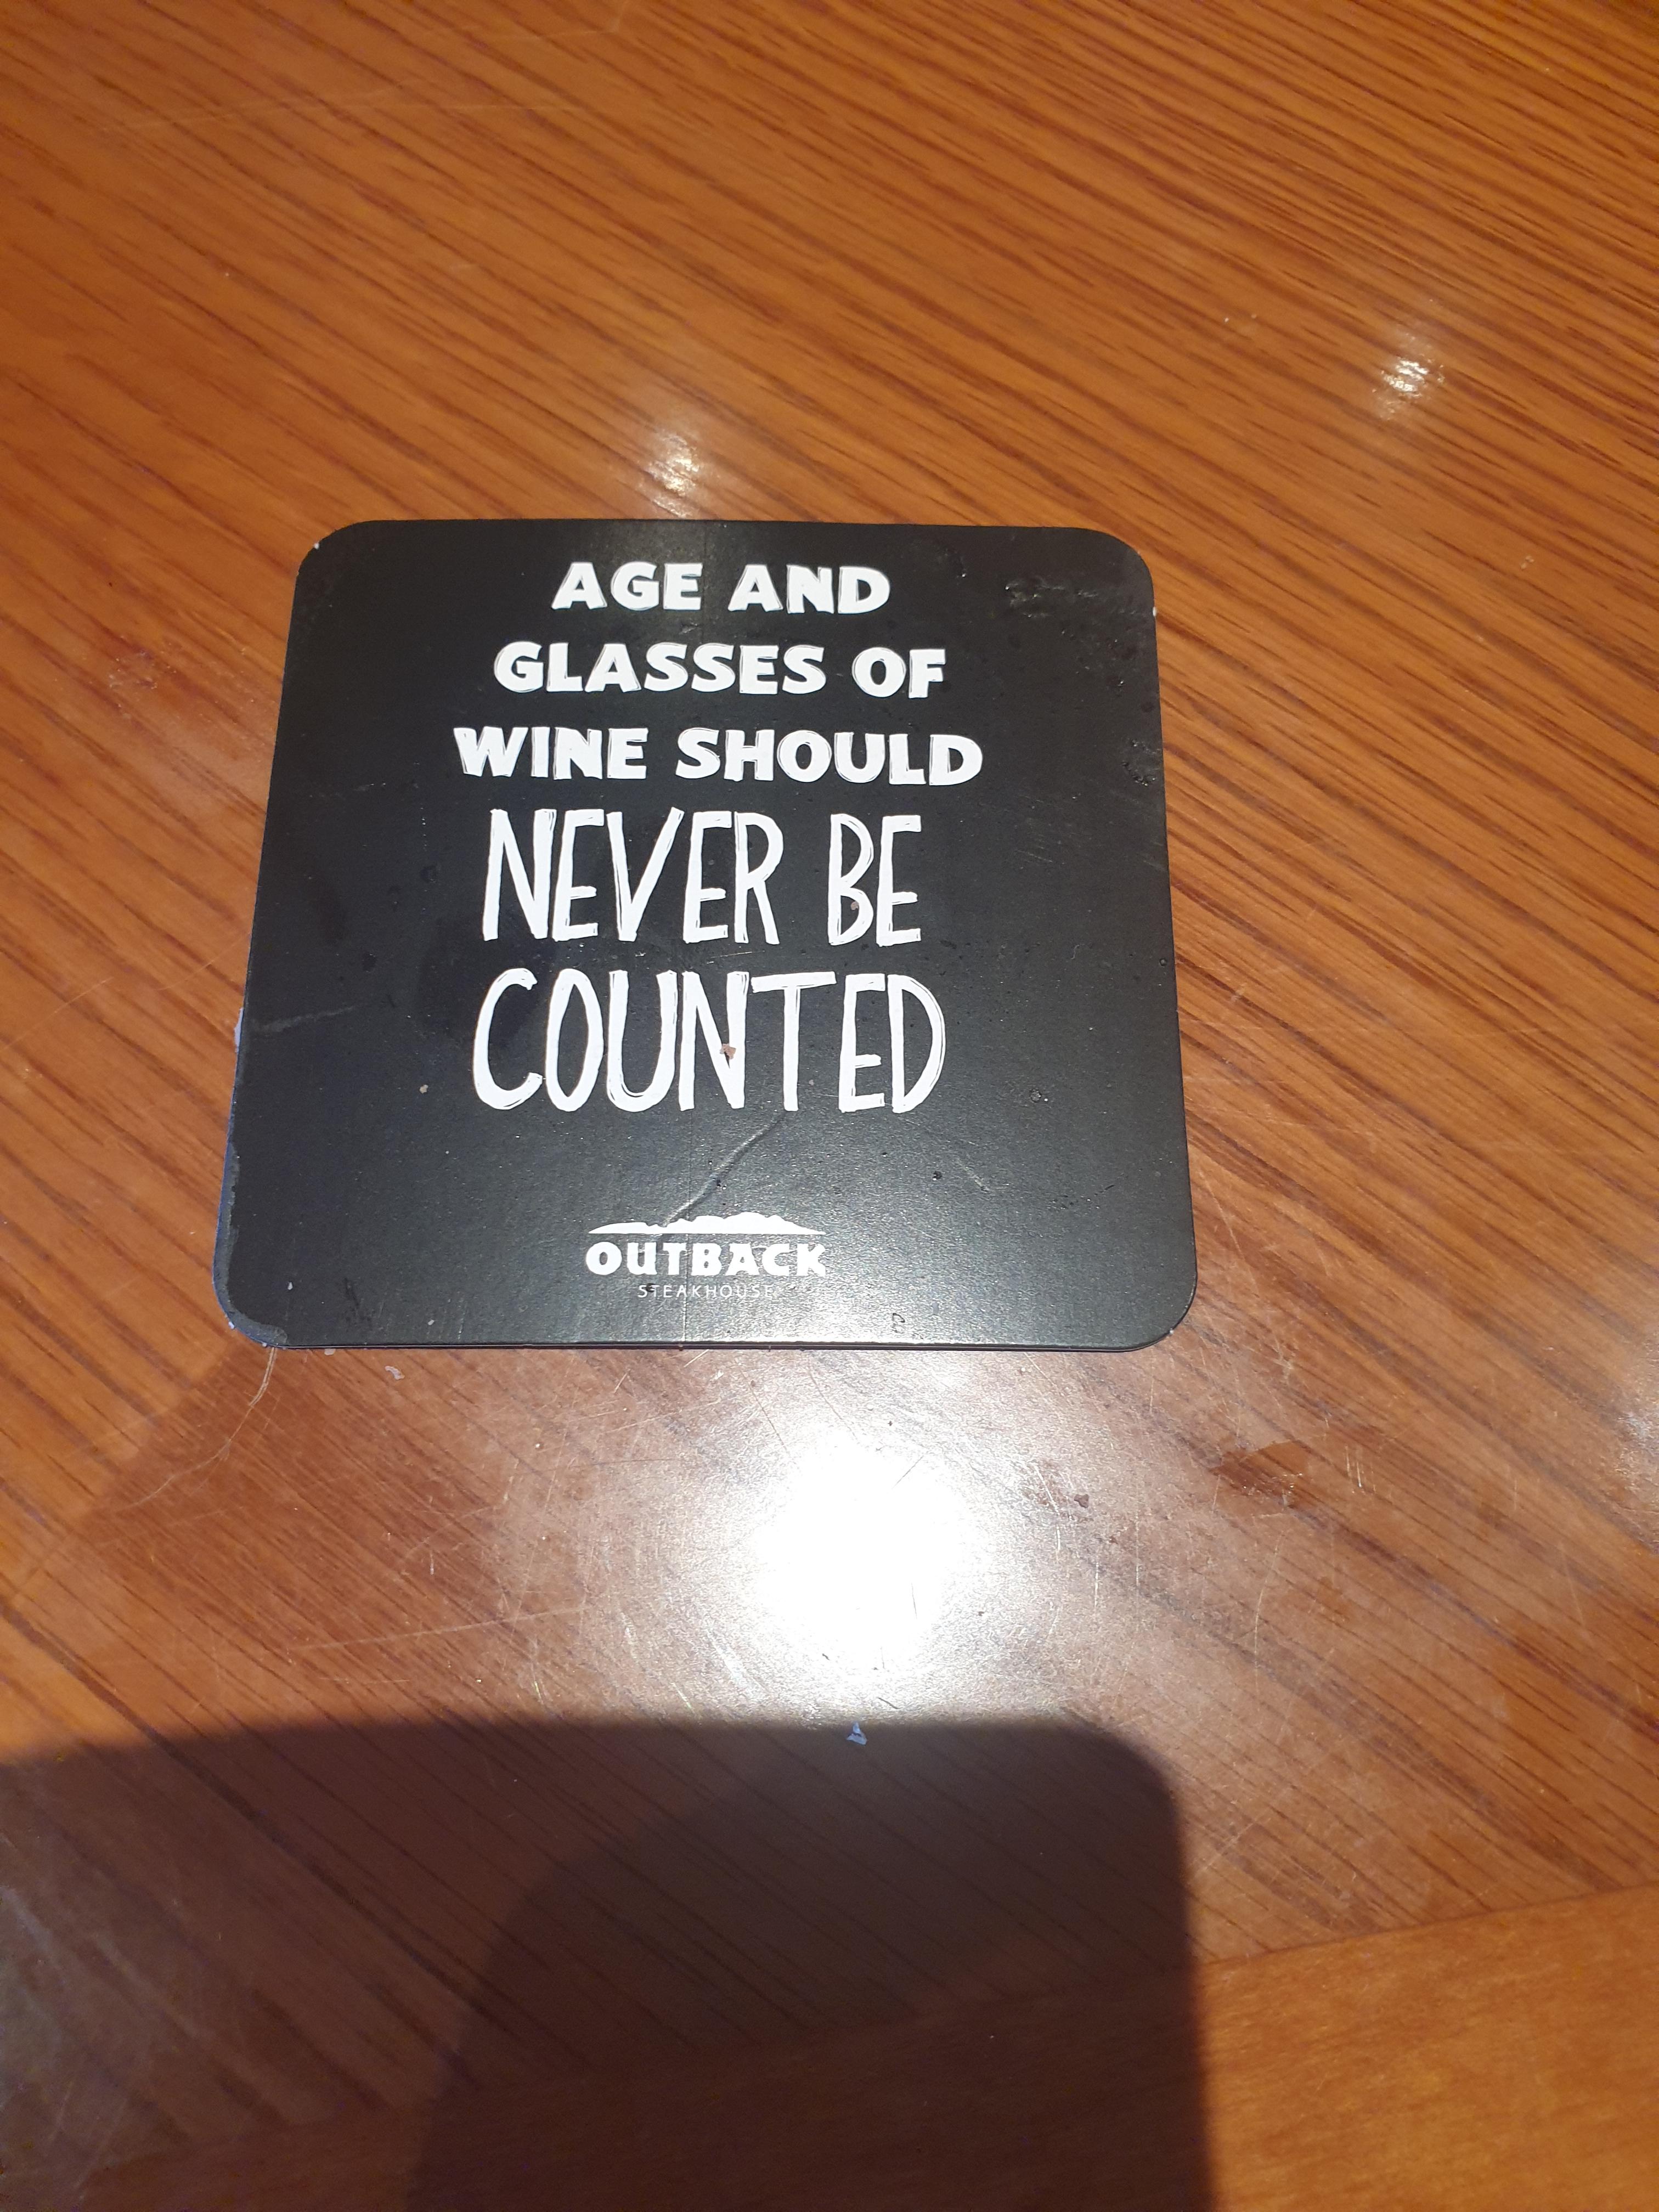 AGE AND
GLASSES OF
WINE SHOULD
NEVER BE
COUNTED
OUTBACK
STEAKHOUSE